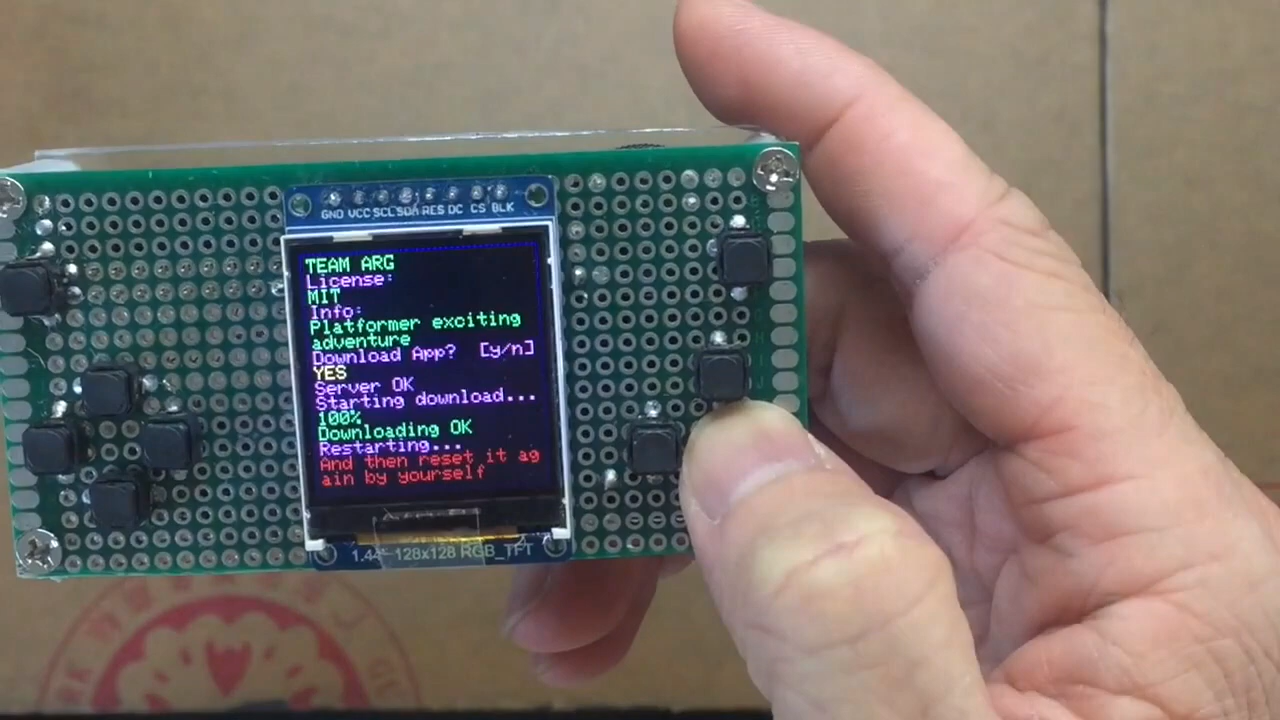 GND VCC SCL SDA RES DC CS BLK
TEAM ARG
License:
MIT
Info:
Platformer exciting
adventure
Download App? [y/n]
YES
Server OK
Starting download...
100%
Downloading OK
Restarting...
And then reset it ag
ain by yourself
1.44" 128x128 RGB_TFT